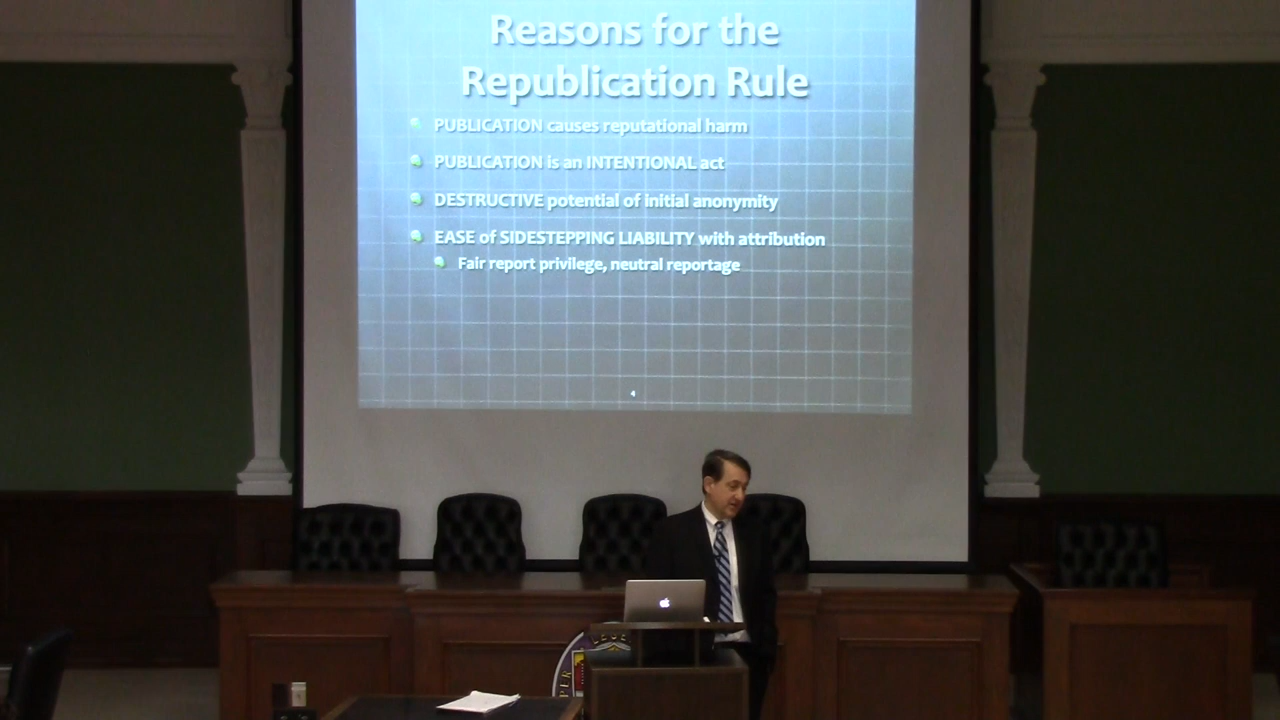 Reasons for the
Republication Rule
PUBLICATION causes reputational harm
PUBLICATION is an INTENTIONAL act
DESTRUCTIVE potential of initial anonymity
EASE of SIDESTEPPING LIABILITY with attribution
Fair report privilege, neutral reportage
4